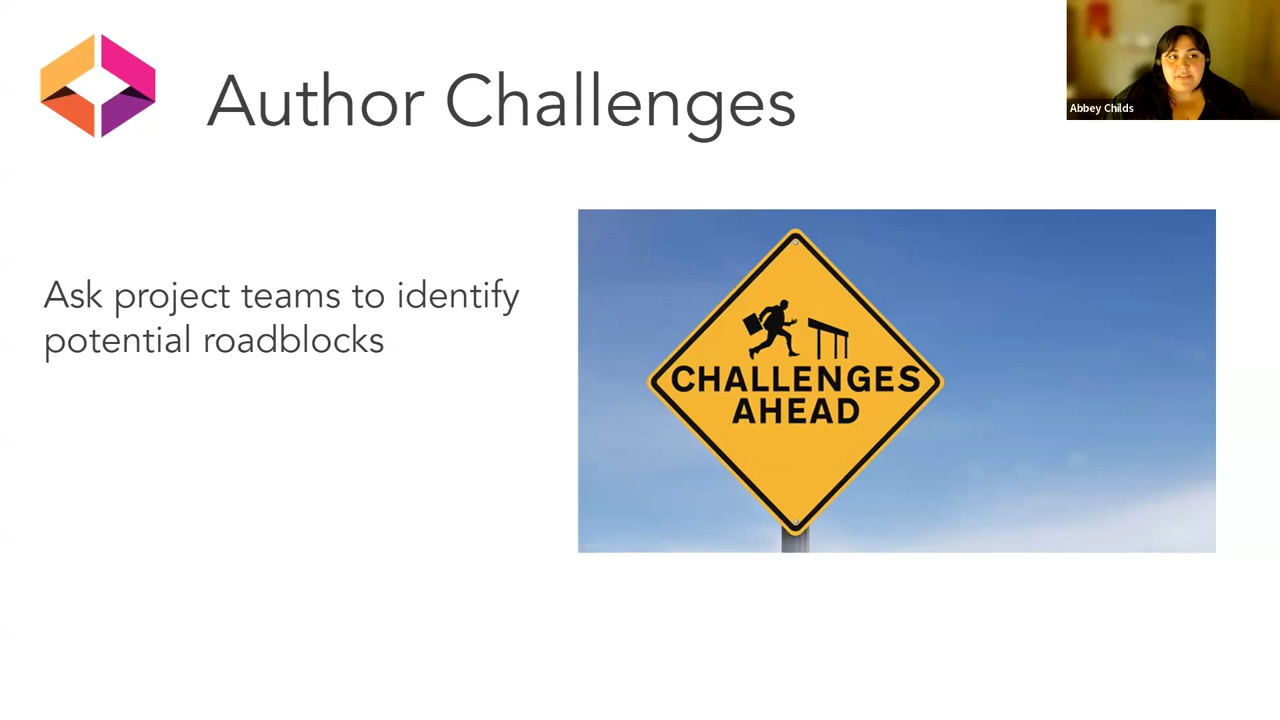 Author Challenges
Abbey Childs
Ask project teams to identify
potential roadblocks
CHALLENGES
AHEAD